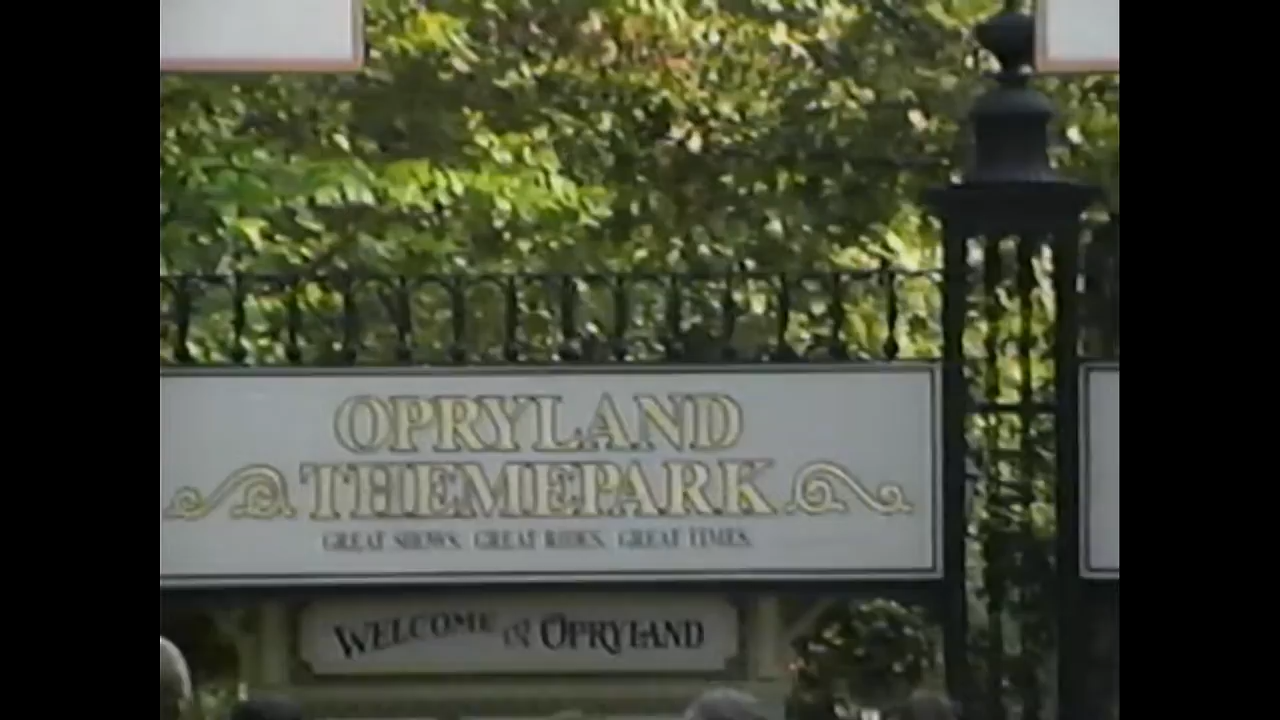 OPRYLAND
THEMEPARK
GREAT SHOWS. GREAT RIDES. GREAT TIMES.
WELCOME TO OPRYLAND